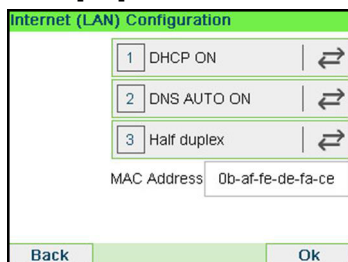 Internet (LAN) Configuration
1 DHCP ON
2 DNS AUTO ON
3 Half duplex
MAC Address 0b-af-fe-de-fa-ce
Back Ok